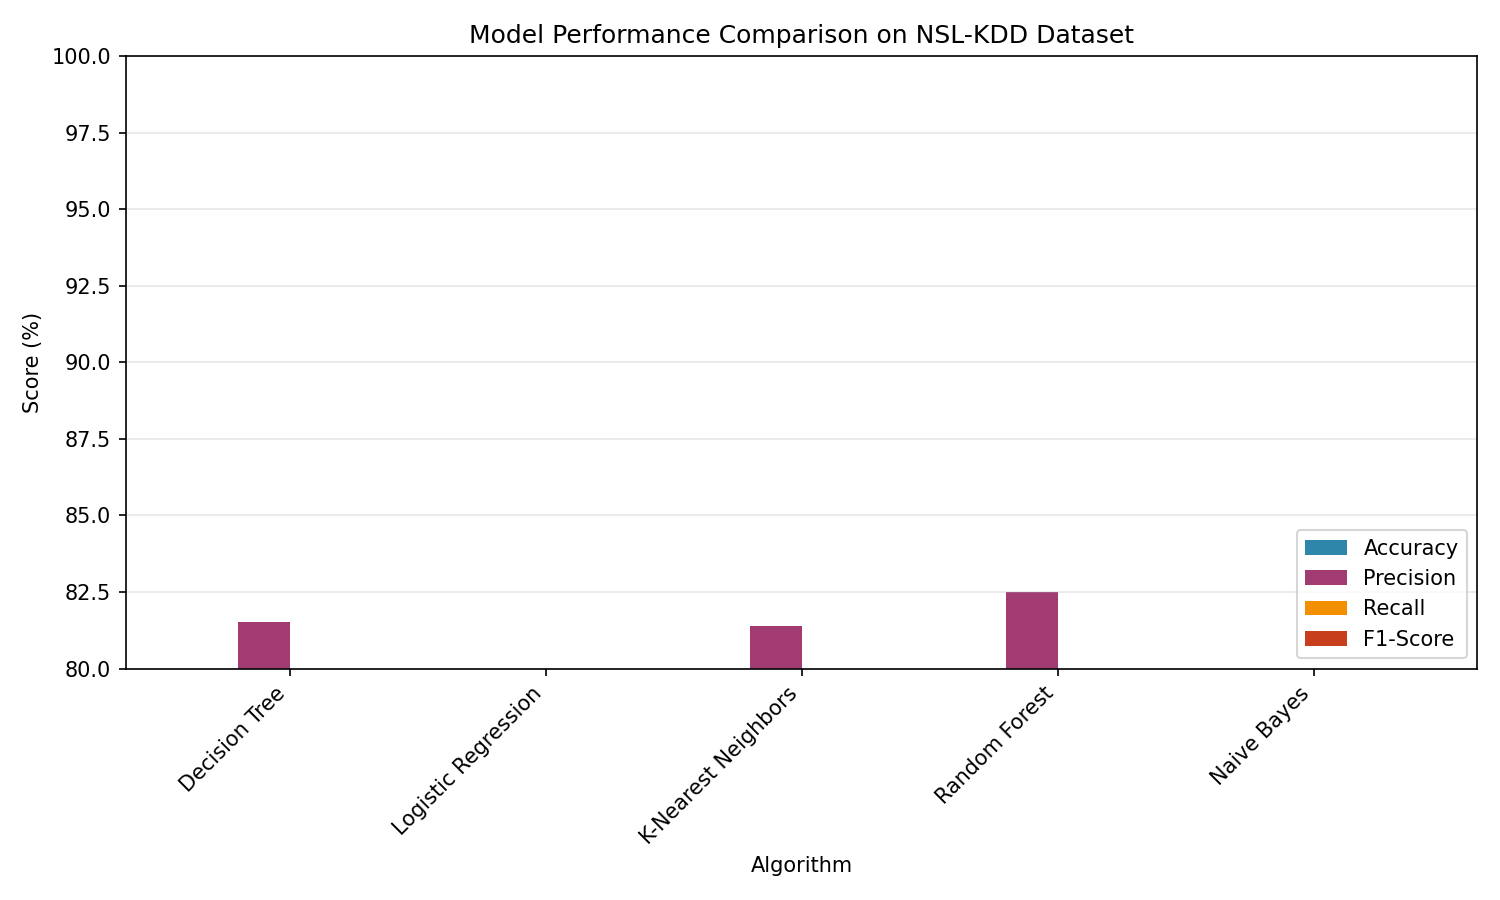 Model Performance Comparison on NSL-KDD Dataset
100.0
97.5
95.0
92.5
90.0
87.5
85.0
82.5
80.0
Score (%)
Accuracy
Precision
Recall
F1-Score
Decision Tree
Logistic Regression
K-Nearest Neighbors
Random Forest
Naive Bayes
Algorithm